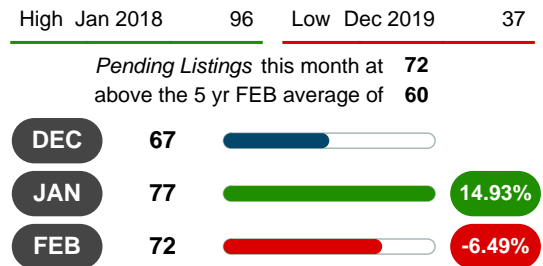 High Jan 2018 96 Low Dec 2019 37
Pending Listings this month at 72
above the 5 yr FEB average of 60
DEC 67
JAN 77 14.93%
FEB 72 -6.49%